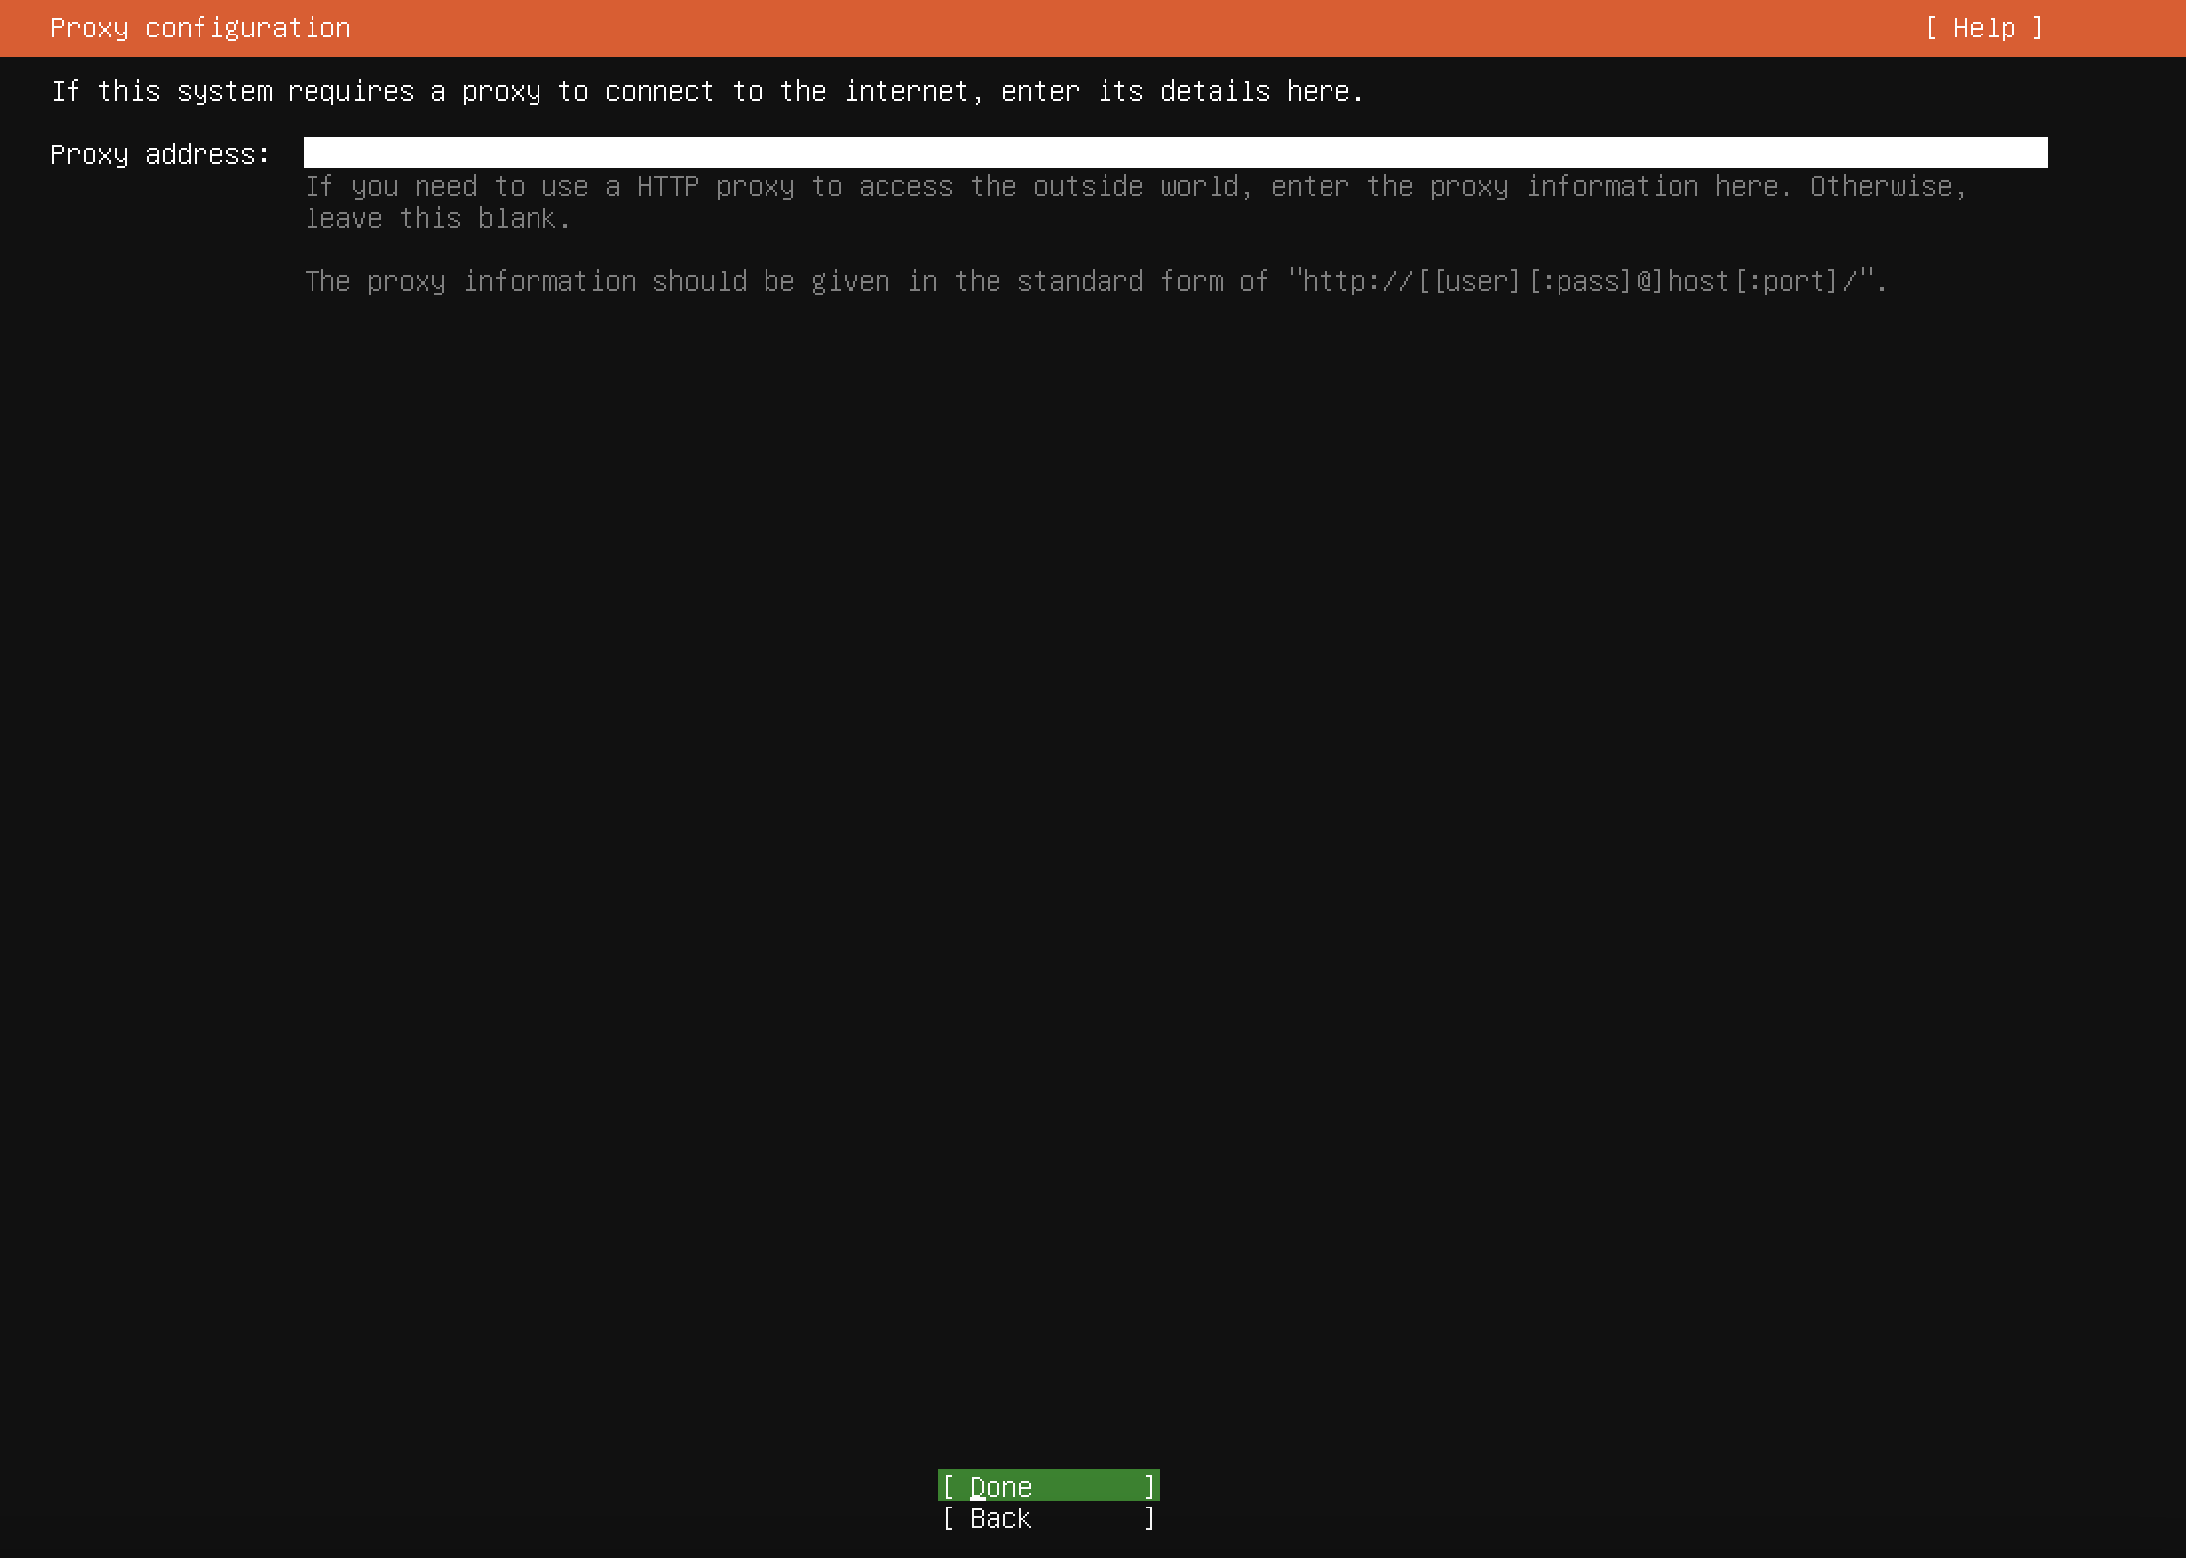 Proxy configuration [ Help ]
If this system requires a proxy to connect to the internet, enter its details here.
Proxy address:
If you need to use a HTTP proxy to access the outside world, enter the proxy information here. Otherwise,
leave this blank.
The proxy information should be given in the standard form of "http://[[user][:pass]@]host[:port]/".
[ Done ]
[ Back ]